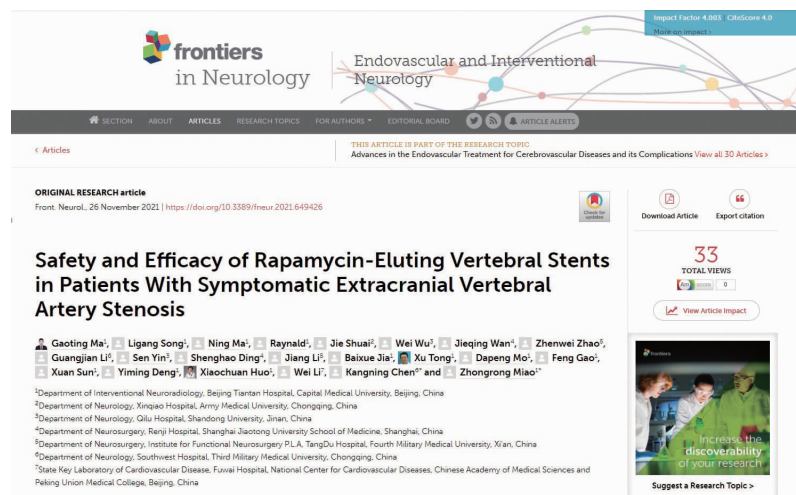 Impact Factor 4.003 | CiteScore 4.0
More on impact ›
frontiers
in Neurology
Endovascular and Interventional
Neurology
SECTION ABOUT ARTICLES RESEARCH TOPICS FOR AUTHORS EDITORIAL BOARD ARTICLE ALERTS
< Articles
THIS ARTICLE IS PART OF THE RESEARCH TOPIC
Advances in the Endovascular Treatment for Cerebrovascular Diseases and its Complications View all 30 Articles >
ORIGINAL RESEARCH article
Front. Neurol., 26 November 2021 | https://doi.org/10.3389/fneur.2021.649426
Check for
updates
Download Article Export citation
Safety and Efficacy of Rapamycin-Eluting Vertebral Stents
in Patients With Symptomatic Extracranial Vertebral
Artery Stenosis
33
TOTAL VIEWS
Am score 0
View Article Impact
Gaoting Ma¹, Ligang Song¹, Ning Ma¹, Raynald¹, Jie Shuai², Wei Wu³, Jieqing Wan⁴, Zhenwei Zhao⁵,
Guangjian Li⁶, Sen Yin³, Shenghao Ding⁴, Jiang Li⁵, Baixue Jia¹, Xu Tong¹, Dapeng Mo¹, Feng Gao¹,
Xuan Sun¹, Yiming Deng¹, Xiaochuan Huo¹, Wei Li⁷, Kangning Chen⁶* and Zhongrong Miao¹*
¹Department of Interventional Neuroradiology, Beijing Tiantan Hospital, Capital Medical University, Beijing, China
²Department of Neurology, Xinqiao Hospital, Army Medical University, Chongqing, China
³Department of Neurology, Qilu Hospital, Shandong University, Jinan, China
⁴Department of Neurosurgery, Renji Hospital, Shanghai Jiaotong University School of Medicine, Shanghai, China
⁵Department of Neurosurgery, Institute for Functional Neurosurgery P.L.A, TangDu Hospital, Fourth Military Medical University, Xi'an, China
⁶Department of Neurology, Southwest Hospital, Third Military Medical University, Chongqing, China
⁷State Key Laboratory of Cardiovascular Disease, Fuwai Hospital, National Center for Cardiovascular Diseases, Chinese Academy of Medical Sciences and
Peking Union Medical College, Beijing, China
frontiers
Increase the
discoverability
of your research
Suggest a Research Topic >